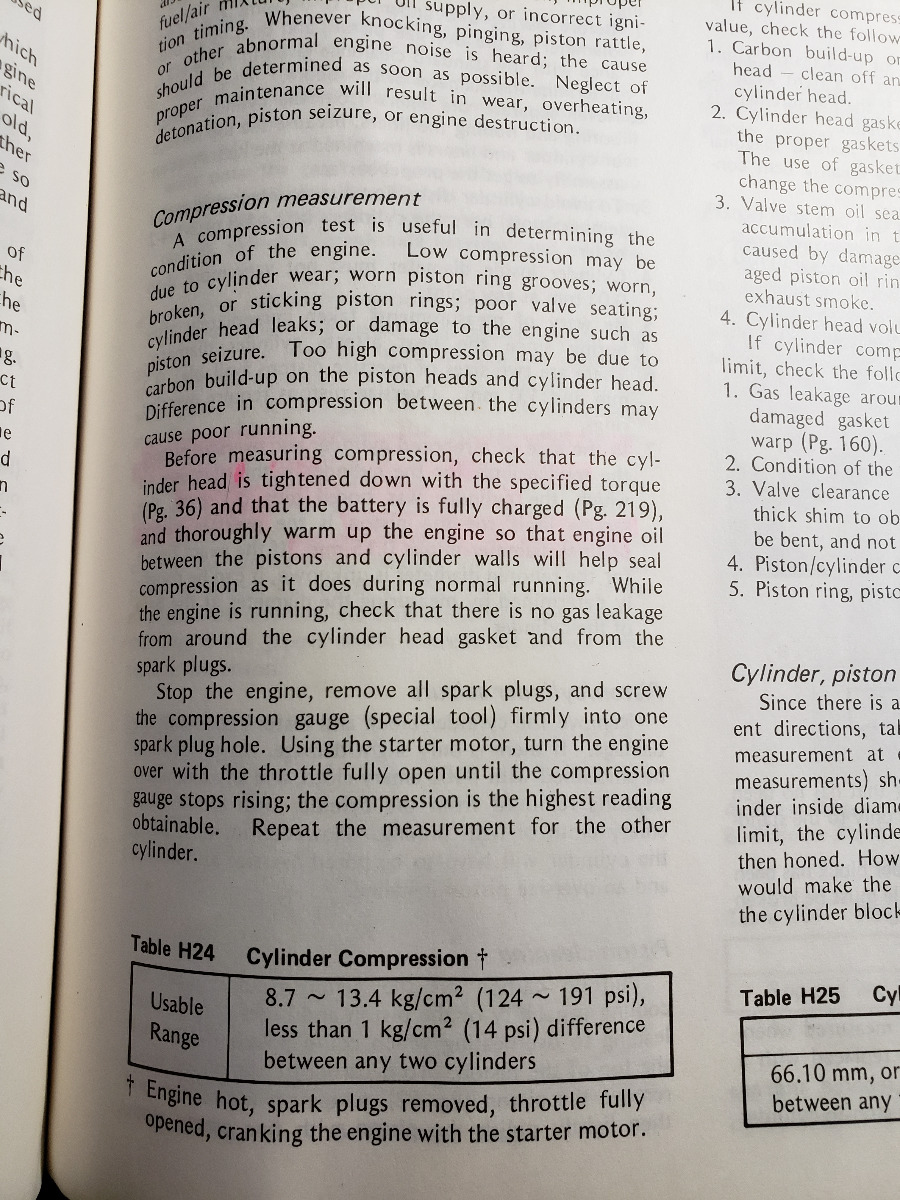 ssed
which
gine
rical
old,
ther
e so
and
of
the
he
m-
g.
ct
of
e
d
n
fuel/air mixture, improper oil supply, or incorrect igni-
tion timing. Whenever knocking, pinging, piston rattle,
or other abnormal engine noise is heard; the cause
should be determined as soon as possible. Neglect of
proper maintenance will result in wear, overheating,
detonation, piston seizure, or engine destruction.
Compression measurement
A compression test is useful in determining the
condition of the engine. Low compression may be
due to cylinder wear; worn piston ring grooves; worn,
broken, or sticking piston rings; poor valve seating;
cylinder head leaks; or damage to the engine such as
piston seizure. Too high compression may be due to
carbon build-up on the piston heads and cylinder head.
Difference in compression between the cylinders may
cause poor running.
Before measuring compression, check that the cyl-
inder head is tightened down with the specified torque
(Pg. 36) and that the battery is fully charged (Pg. 219),
and thoroughly warm up the engine so that engine oil
between the pistons and cylinder walls will help seal
compression as it does during normal running. While
the engine is running, check that there is no gas leakage
from around the cylinder head gasket and from the
spark plugs.
Stop the engine, remove all spark plugs, and screw
the compression gauge (special tool) firmly into one
spark plug hole. Using the starter motor, turn the engine
over with the throttle fully open until the compression
gauge stops rising; the compression is the highest reading
obtainable. Repeat the measurement for the other
cylinder.
Table H24 Cylinder Compression †
Usable
Range
8.7 ~ 13.4 kg/cm² (124 ~ 191 psi),
less than 1 kg/cm² (14 psi) difference
between any two cylinders
† Engine hot, spark plugs removed, throttle fully
opened, cranking the engine with the starter motor.
If cylinder compres
value, check the follow
1. Carbon build-up or
head — clean off an
cylinder head.
2. Cylinder head gaske
the proper gaskets
The use of gasket
change the compres
3. Valve stem oil sea
accumulation in t
caused by damage
aged piston oil rin
exhaust smoke.
4. Cylinder head volu
If cylinder comp
limit, check the follo
1. Gas leakage arou
damaged gasket
warp (Pg. 160).
2. Condition of the
3. Valve clearance
thick shim to ob
be bent, and not
4. Piston/cylinder c
5. Piston ring, pisto
Cylinder, piston
Since there is a
ent directions, tak
measurement at
measurements) sh
inder inside diam
limit, the cylinde
then honed. How
would make the
the cylinder block
Table H25 Cyl
66.10 mm, or
between any